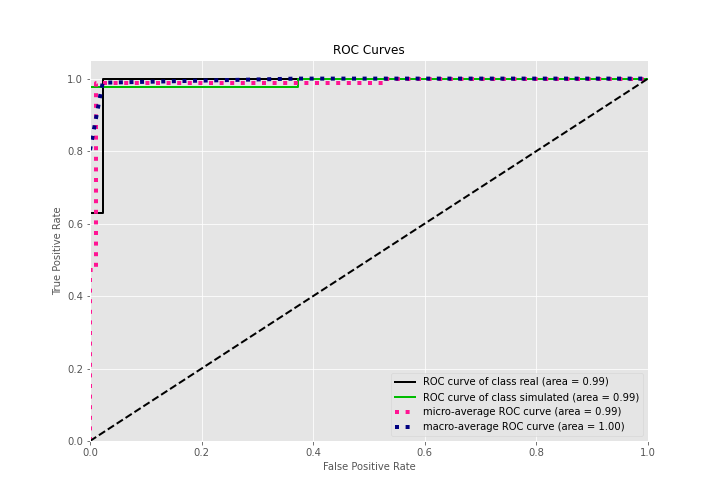 ROC Curves
True Positive Rate
1.0
0.8
0.6
0.4
0.2
0.0
0.0 0.2 0.4 0.6 0.8 1.0
False Positive Rate
ROC curve of class real (area = 0.99)
ROC curve of class simulated (area = 0.99)
micro-average ROC curve (area = 0.99)
macro-average ROC curve (area = 1.00)